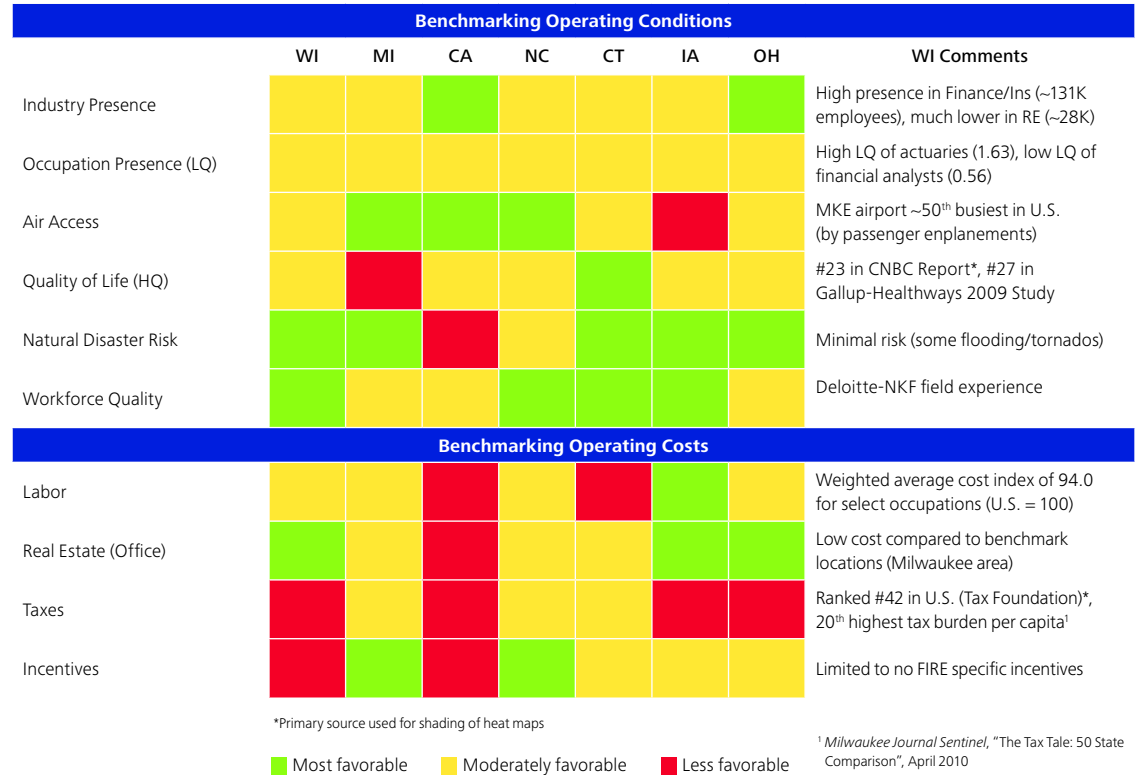 Benchmarking Operating Conditions
WI MI CA NC CT IA OH WI Comments
Industry Presence
High presence in Finance/Ins (~131K
employees), much lower in RE (~28K)
Occupation Presence (LQ)
High LQ of actuaries (1.63), low LQ of
financial analysts (0.56)
Air Access
MKE airport ~50th busiest in U.S.
(by passenger enplanements)
Quality of Life (HQ)
#23 in CNBC Report*, #27 in
Gallup-Healthways 2009 Study
Natural Disaster Risk
Minimal risk (some flooding/tornados)
Workforce Quality
Deloitte-NKF field experience
Benchmarking Operating Costs
Labor
Weighted average cost index of 94.0
for select occupations (U.S. = 100)
Real Estate (Office)
Low cost compared to benchmark
locations (Milwaukee area)
Taxes
Ranked #42 in U.S. (Tax Foundation)*,
20th highest tax burden per capita¹
Incentives
Limited to no FIRE specific incentives
*Primary source used for shading of heat maps
Most favorable Moderately favorable Less favorable
¹ Milwaukee Journal Sentinel, “The Tax Tale: 50 State
Comparison”, April 2010